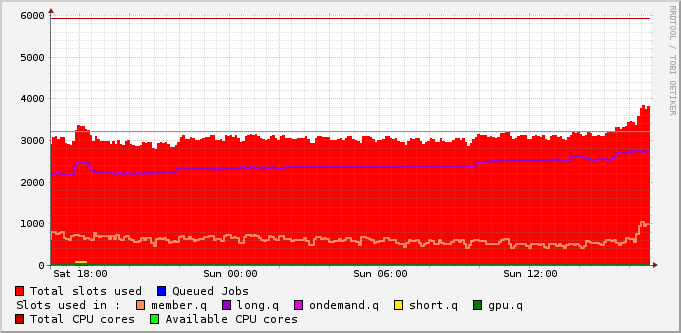 6000
5000
4000
3000
2000
1000
0
RRDTOOL / TOBI OETIKER
Sat 18:00 Sun 00:00 Sun 06:00 Sun 12:00
Total slots used Queued Jobs
Slots used in : member.q long.q ondemand.q short.q gpu.q
Total CPU cores Available CPU cores